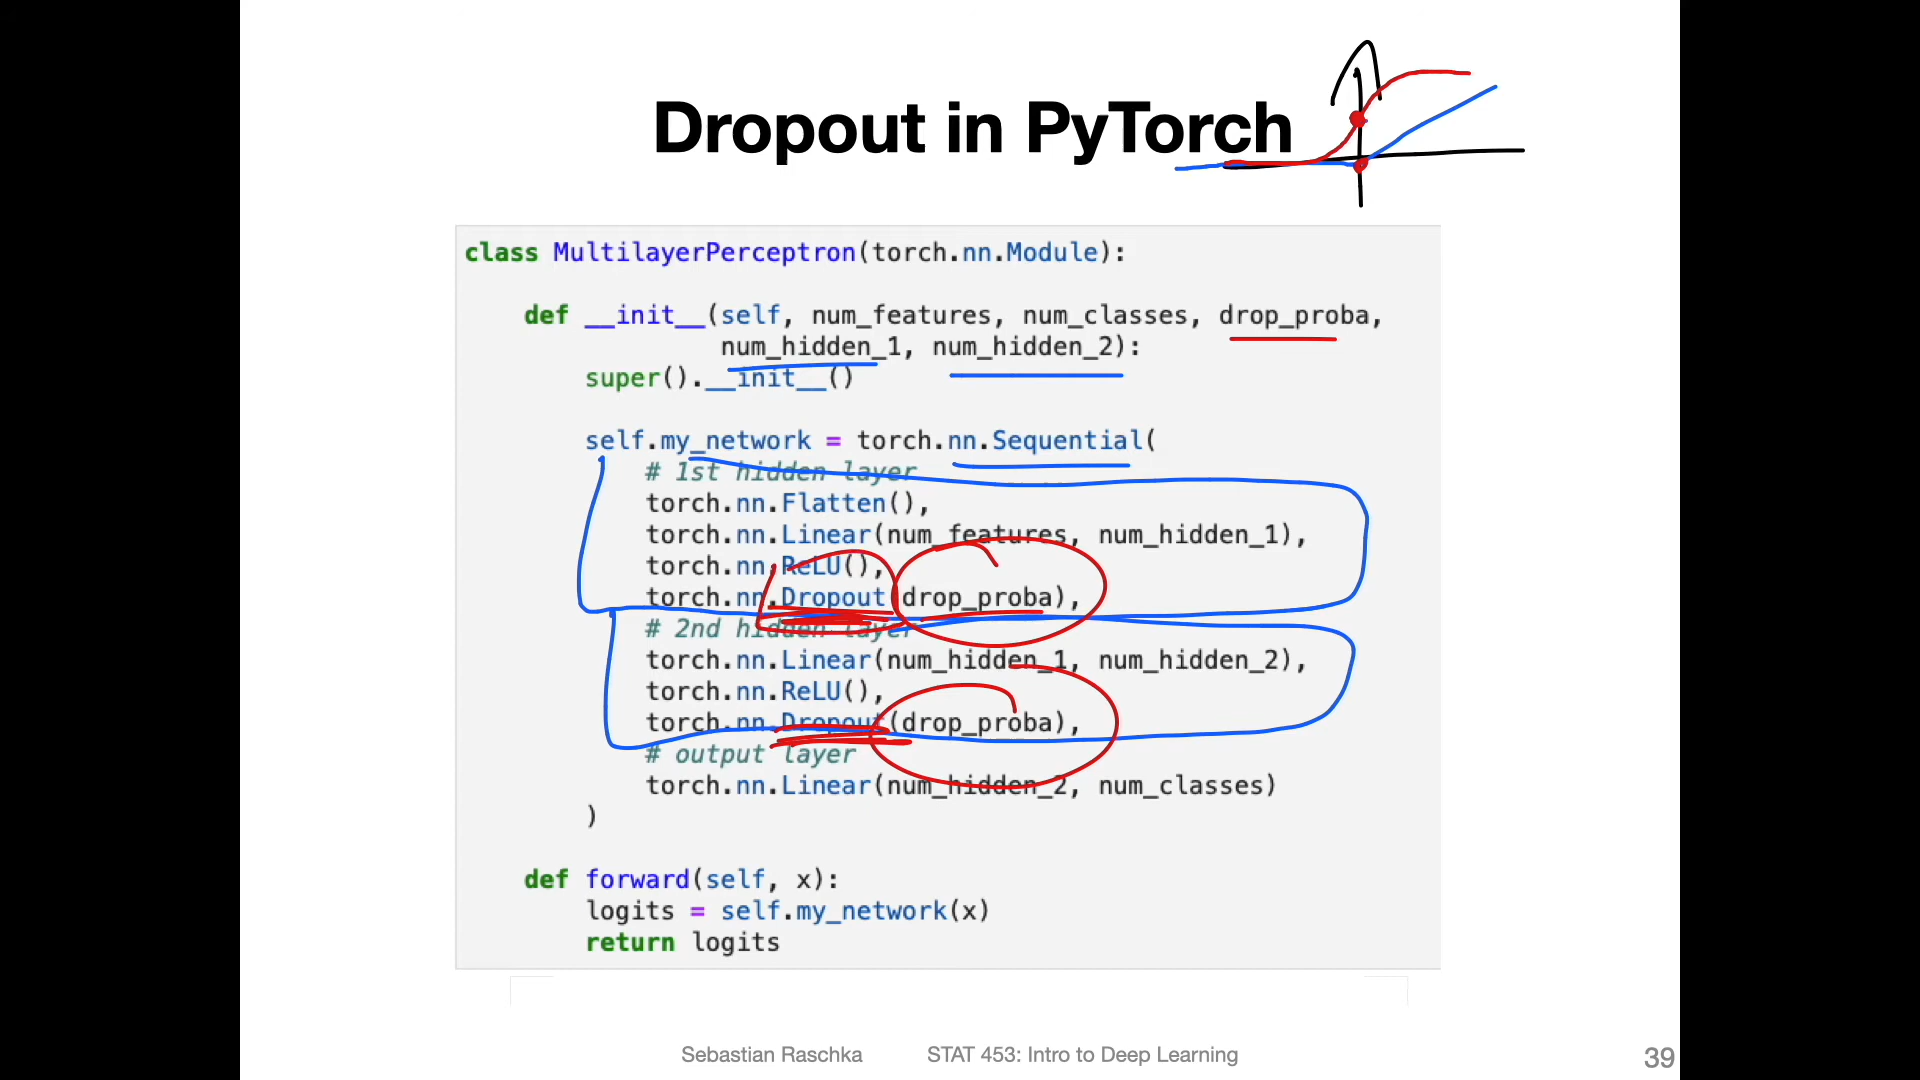 Dropout in PyTorch
class MultilayerPerceptron(torch.nn.Module):
def __init__(self, num_features, num_classes, drop_proba,
num_hidden_1, num_hidden_2):
super().__init__()
self.my_network = torch.nn.Sequential(
# 1st hidden layer
torch.nn.Flatten(),
torch.nn.Linear(num_features, num_hidden_1),
torch.nn.ReLU(),
torch.nn.Dropout(drop_proba),
# 2nd hidden layer
torch.nn.Linear(num_hidden_1, num_hidden_2),
torch.nn.ReLU(),
torch.nn.Dropout(drop_proba),
# output layer
torch.nn.Linear(num_hidden_2, num_classes)
)
def forward(self, x):
logits = self.my_network(x)
return logits
Sebastian Raschka STAT 453: Intro to Deep Learning 39